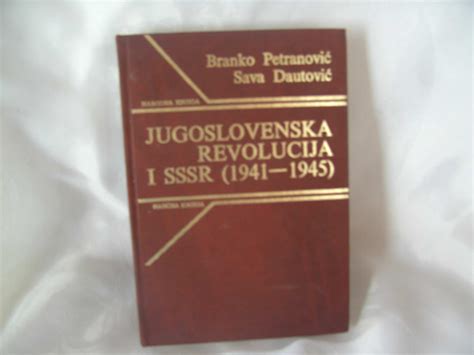 Branko Petranović
Sava Dautović
NARODNA KNJIGA
JUGOSLOVENSKA
REVOLUCIJA
I SSSR (1941—1945)
NARODNA KNJIGA